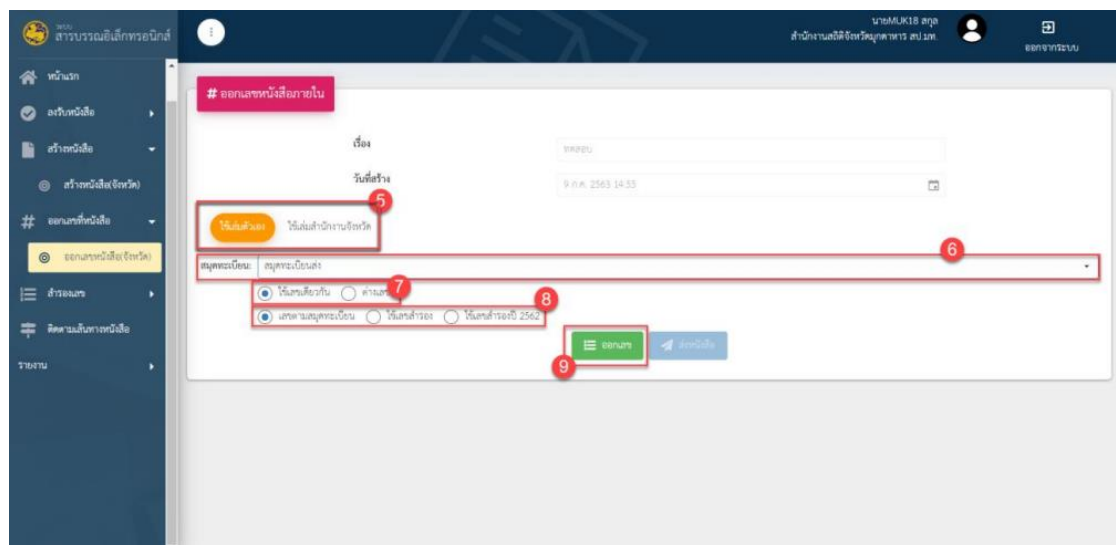 ระบบ
สารบรรณอิเล็กทรอนิกส์
นายMUK18 สกุล
สำนักงานสถิติจังหวัดมุกดาหาร สป.มท.
ออกจากระบบ
หน้าแรก
ลงรับหนังสือ
สร้างหนังสือ
สร้างหนังสือ(จังหวัด)
# ออกเลขที่หนังสือ
ออกเลขหนังสือ(จังหวัด)
สำรองเลข
ติดตามเส้นทางหนังสือ
รายงาน
# ออกเลขหนังสือภายใน
เรื่อง
ทดสอบ
วันที่สร้าง
9 ก.ค. 2563 14:33
5
ใช้เล่มตัวเอง ใช้เล่มสำนักงานจังหวัด
6
สมุดทะเบียน: สมุดทะเบียนส่ง
7
ใช้เลขเดียวกัน ต่างเลข
8
เลขตามสมุดทะเบียน ใช้เลขสำรอง ใช้เลขสำรองปี 2562
ออกเลข ส่งหนังสือ
9